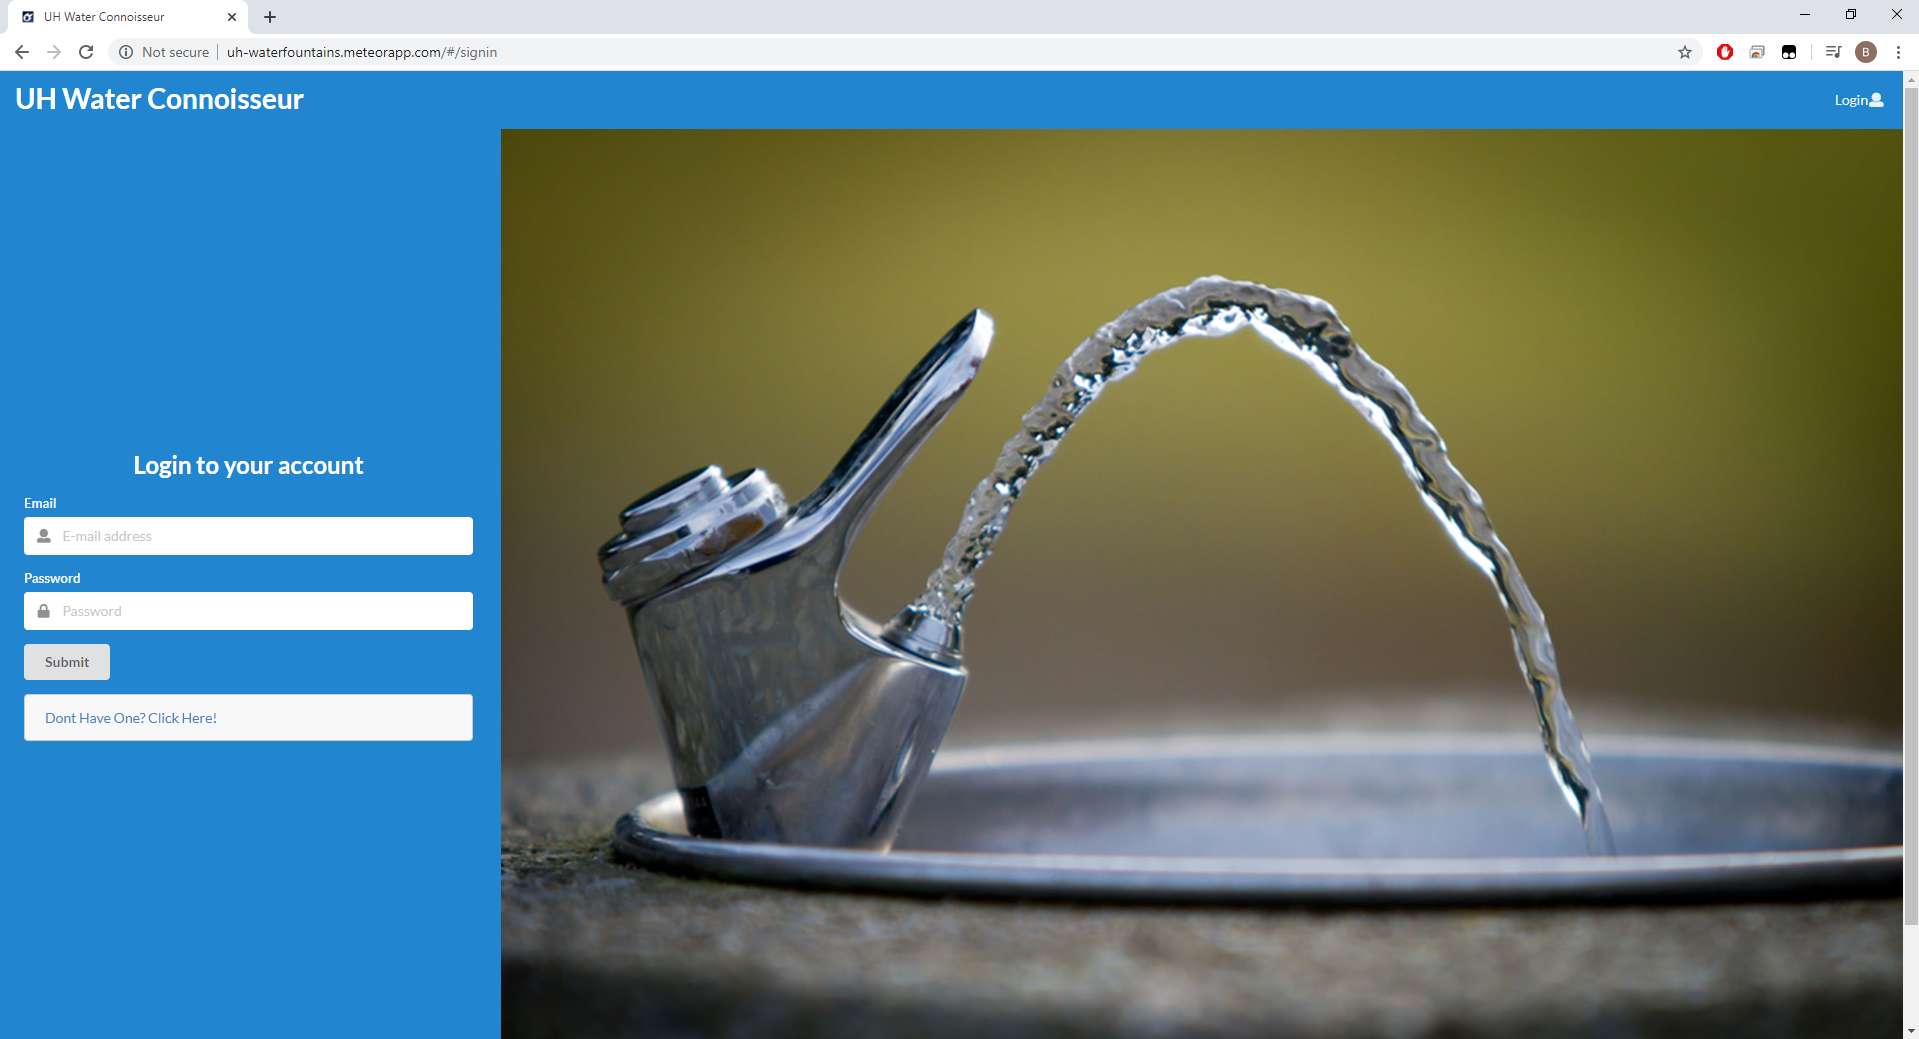 UH Water Connoisseur
Not secure
uh-waterfountains.meteorapp.com/#/signin
B
UH Water Connoisseur
Login
Login to your account
Email
E-mail address
Password
Password
Submit
Dont Have One? Click Here!